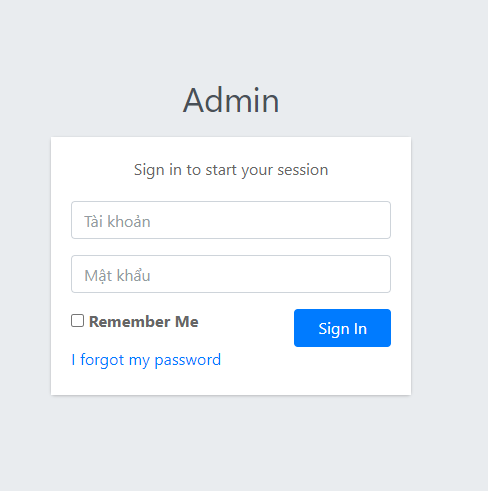 Admin
Sign in to start your session
Tài khoản
Mật khẩu
Remember Me
Sign In
I forgot my password